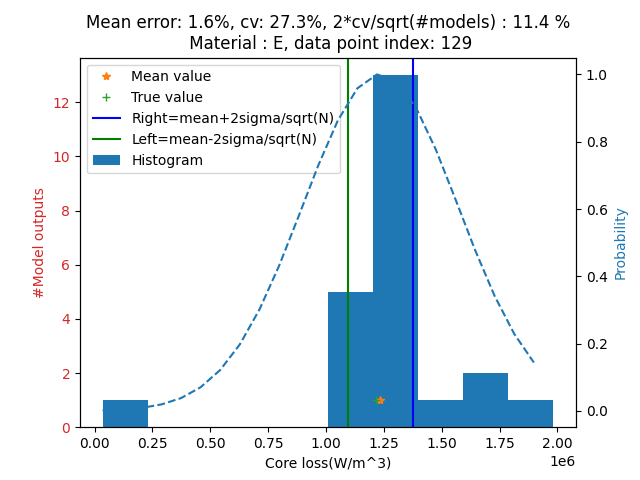 Mean error: 1.6%, cv: 27.3%, 2*cv/sqrt(#models) : 11.4 %
Material : E, data point index: 129
Mean value
True value
Right=mean+2sigma/sqrt(N)
Left=mean-2sigma/sqrt(N)
Histogram
#Model outputs
0
2
4
6
8
10
12
Probability
0.0
0.2
0.4
0.6
0.8
1.0
0.00 0.25 0.50 0.75 1.00 1.25 1.50 1.75 2.00
1e6
Core loss(W/m^3)